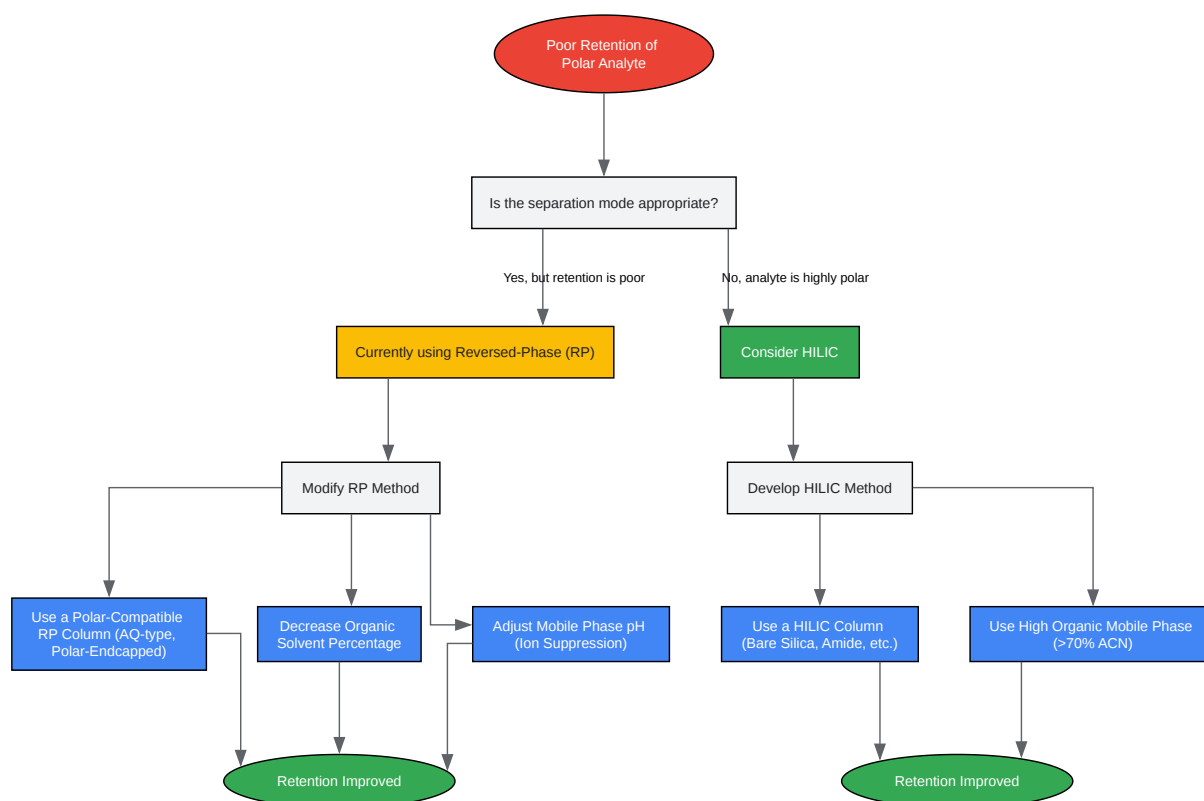 Poor Retention of
Polar Analyte
Is the separation mode appropriate?
Yes, but retention is poor
No, analyte is highly polar
Currently using Reversed-Phase (RP)
Consider HILIC
Modify RP Method
Develop HILIC Method
Use a Polar-Compatible
RP Column (AQ-type,
Polar-Endcapped)
Decrease Organic
Solvent Percentage
Adjust Mobile Phase pH
(Ion Suppression)
Use a HILIC Column
(Bare Silica, Amide, etc.)
Use High Organic Mobile Phase
(>70% ACN)
Retention Improved
Retention Improved